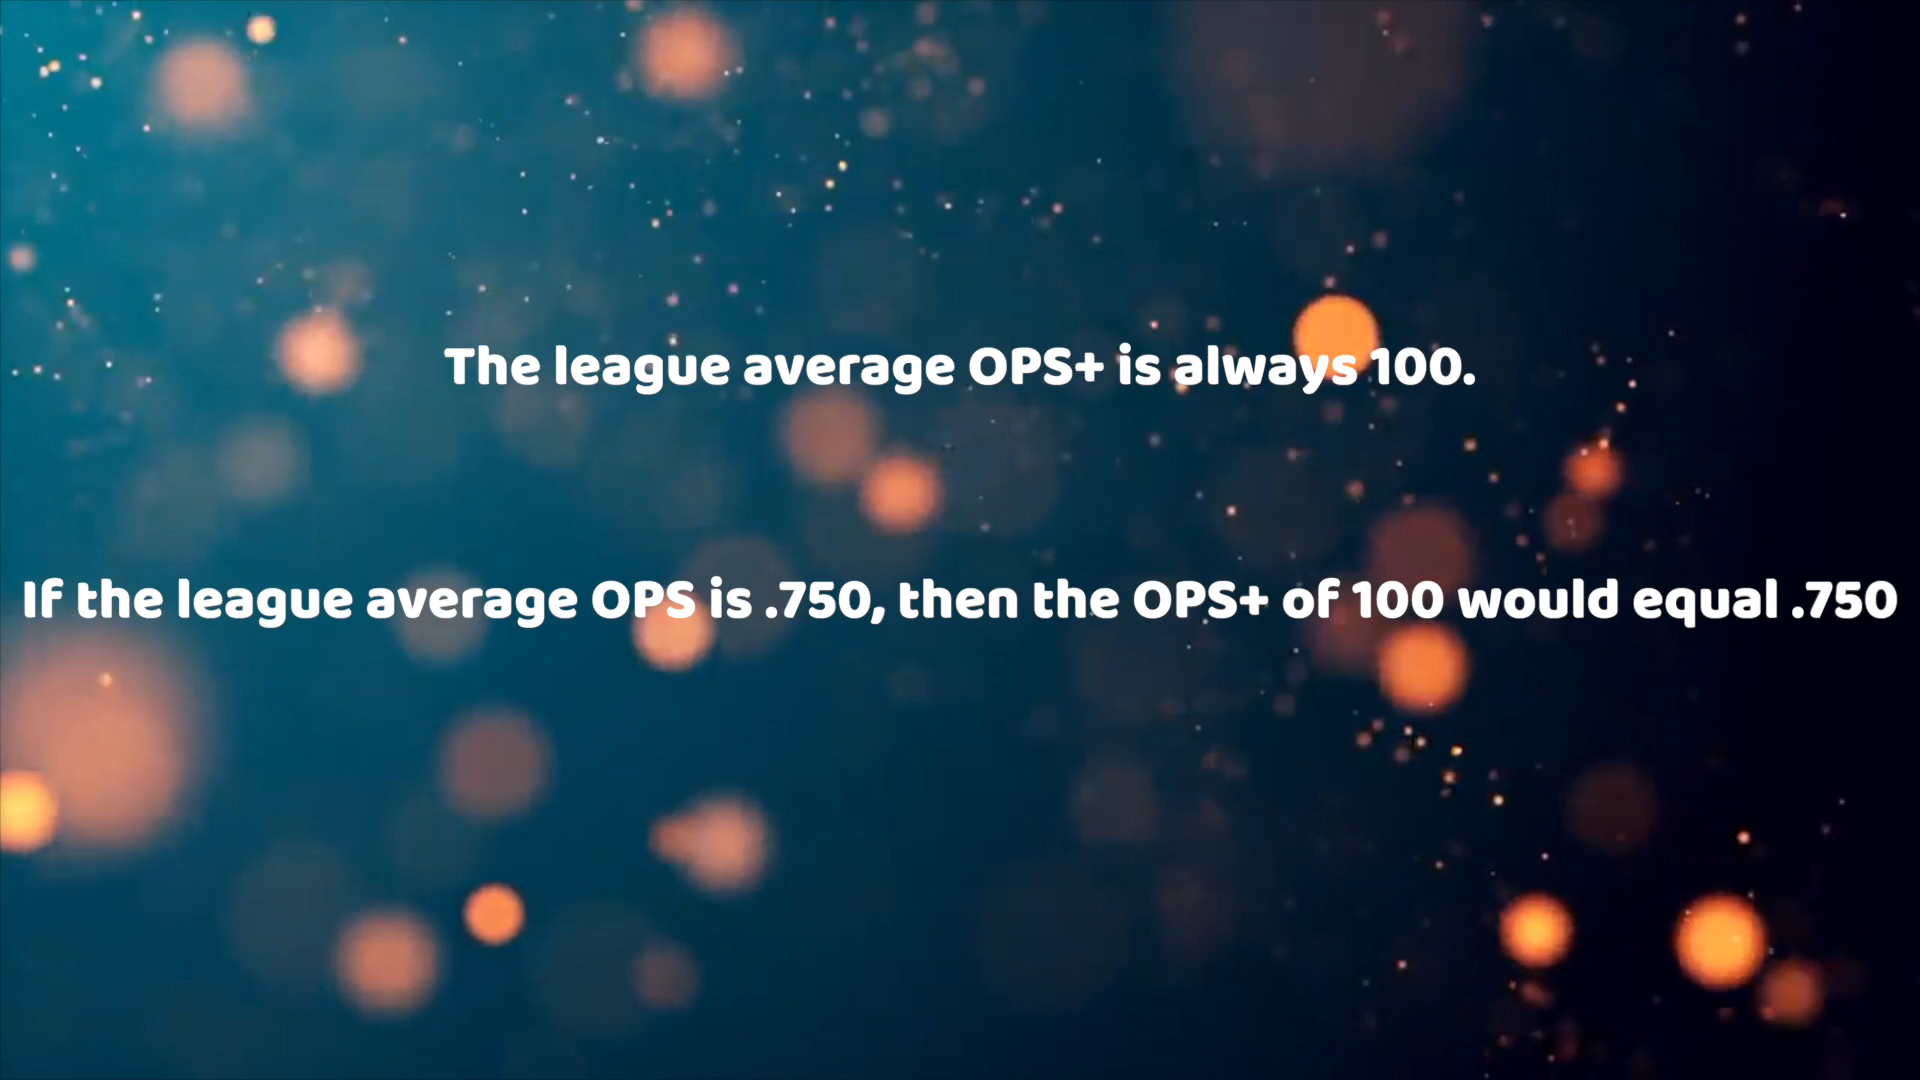 The league average OPS+ is always 100.
If the league average OPS is .750, then the OPS+ of 100 would equal .750